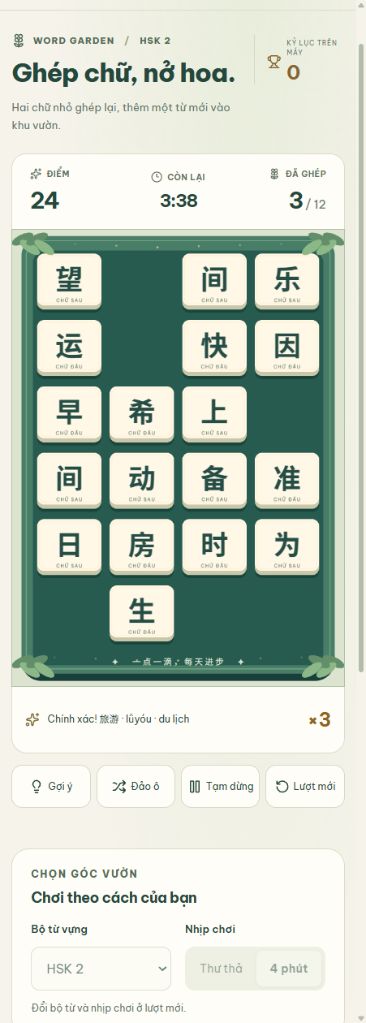 WORD GARDEN / HSK 2
Ghép chữ, nở hoa.
Hai chữ nhỏ ghép lại, thêm một từ mới vào
khu vườn.
KỶ LỤC TRÊN
MÁY
0
ĐIỂM
24
CÒN LẠI
3:38
ĐÃ GHÉP
3 / 12
望
CHỮ SAU
间
CHỮ SAU
乐
CHỮ SAU
运
CHỮ ĐẦU
快
CHỮ ĐẦU
因
CHỮ ĐẦU
早
CHỮ ĐẦU
希
CHỮ ĐẦU
上
CHỮ SAU
间
CHỮ SAU
动
CHỮ SAU
备
CHỮ SAU
准
CHỮ ĐẦU
日
CHỮ SAU
房
CHỮ ĐẦU
时
CHỮ ĐẦU
为
CHỮ SAU
生
CHỮ ĐẦU
一点一滴，每天进步
Chính xác! 旅游 · lǚyóu · du lịch
×3
Gợi ý
Đảo ô
Tạm dừng
Lượt mới
CHỌN GÓC VƯỜN
Chơi theo cách của bạn
Bộ từ vựng
HSK 2
Nhịp chơi
Thư thả
4 phút
Đổi bộ từ và nhịp chơi ở lượt mới.